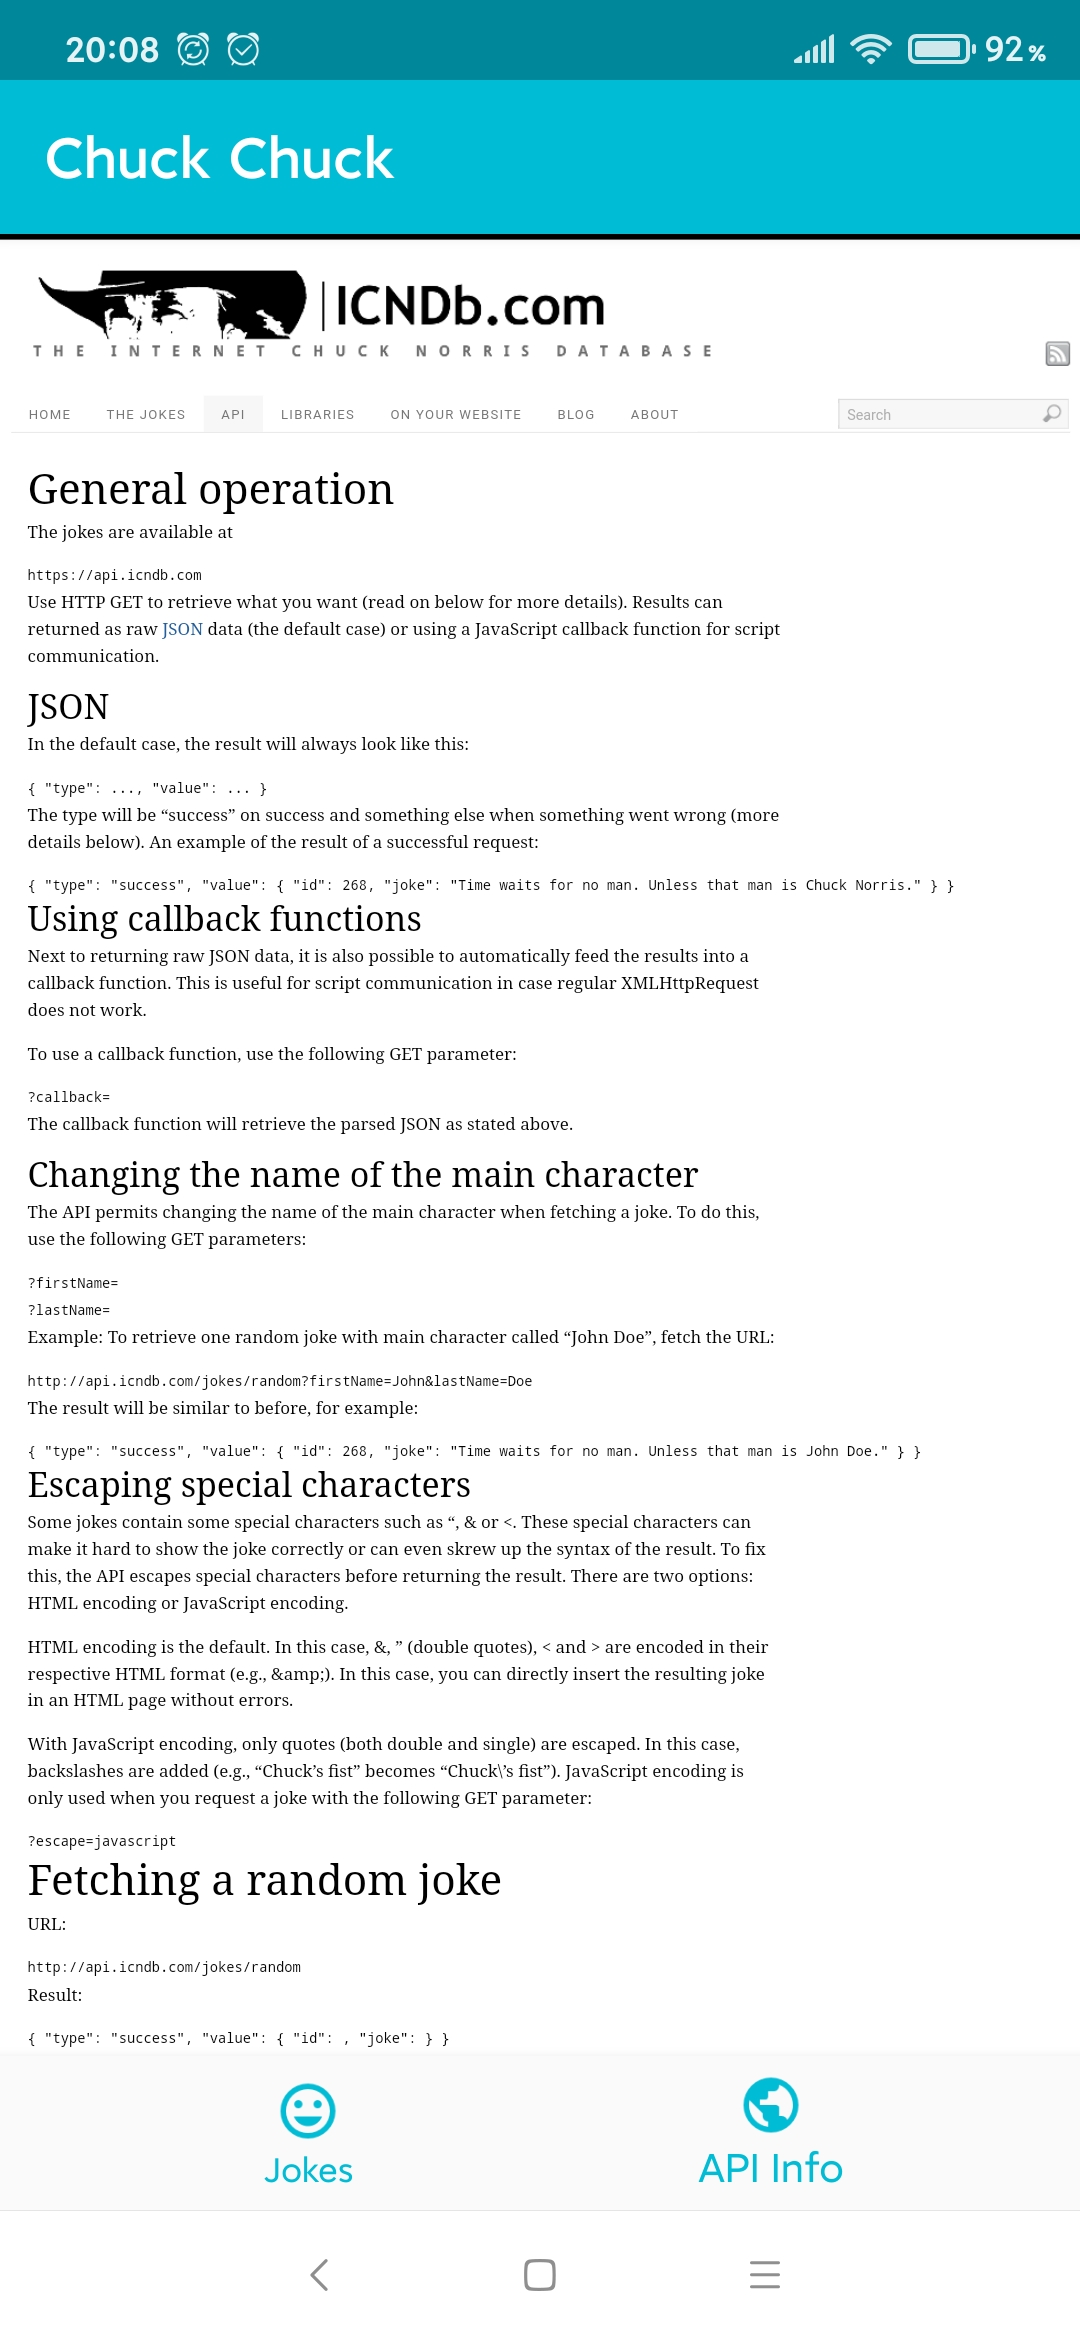 20:08
92 %
Chuck Chuck
ICNDb.com
THE INTERNET CHUCK NORRIS DATABASE
HOME THE JOKES API LIBRARIES ON YOUR WEBSITE BLOG ABOUT Search
General operation
The jokes are available at
https://api.icndb.com
Use HTTP GET to retrieve what you want (read on below for more details). Results can
returned as raw JSON data (the default case) or using a JavaScript callback function for script
communication.
JSON
In the default case, the result will always look like this:
{ "type": ..., "value": ... }
The type will be “success” on success and something else when something went wrong (more
details below). An example of the result of a successful request:
{ "type": "success", "value": { "id": 268, "joke": "Time waits for no man. Unless that man is Chuck Norris." } }
Using callback functions
Next to returning raw JSON data, it is also possible to automatically feed the results into a
callback function. This is useful for script communication in case regular XMLHttpRequest
does not work.
To use a callback function, use the following GET parameter:
?callback=
The callback function will retrieve the parsed JSON as stated above.
Changing the name of the main character
The API permits changing the name of the main character when fetching a joke. To do this,
use the following GET parameters:
?firstName=
?lastName=
Example: To retrieve one random joke with main character called “John Doe”, fetch the URL:
http://api.icndb.com/jokes/random?firstName=John&lastName=Doe
The result will be similar to before, for example:
{ "type": "success", "value": { "id": 268, "joke": "Time waits for no man. Unless that man is John Doe." } }
Escaping special characters
Some jokes contain some special characters such as “, & or <. These special characters can
make it hard to show the joke correctly or can even skrew up the syntax of the result. To fix
this, the API escapes special characters before returning the result. There are two options:
HTML encoding or JavaScript encoding.
HTML encoding is the default. In this case, &, ” (double quotes), < and > are encoded in their
respective HTML format (e.g., &amp;). In this case, you can directly insert the resulting joke
in an HTML page without errors.
With JavaScript encoding, only quotes (both double and single) are escaped. In this case,
backslashes are added (e.g., “Chuck’s fist” becomes “Chuck\’s fist”). JavaScript encoding is
only used when you request a joke with the following GET parameter:
?escape=javascript
Fetching a random joke
URL:
http://api.icndb.com/jokes/random
Result:
{ "type": "success", "value": { "id": , "joke": } }
Jokes
API Info